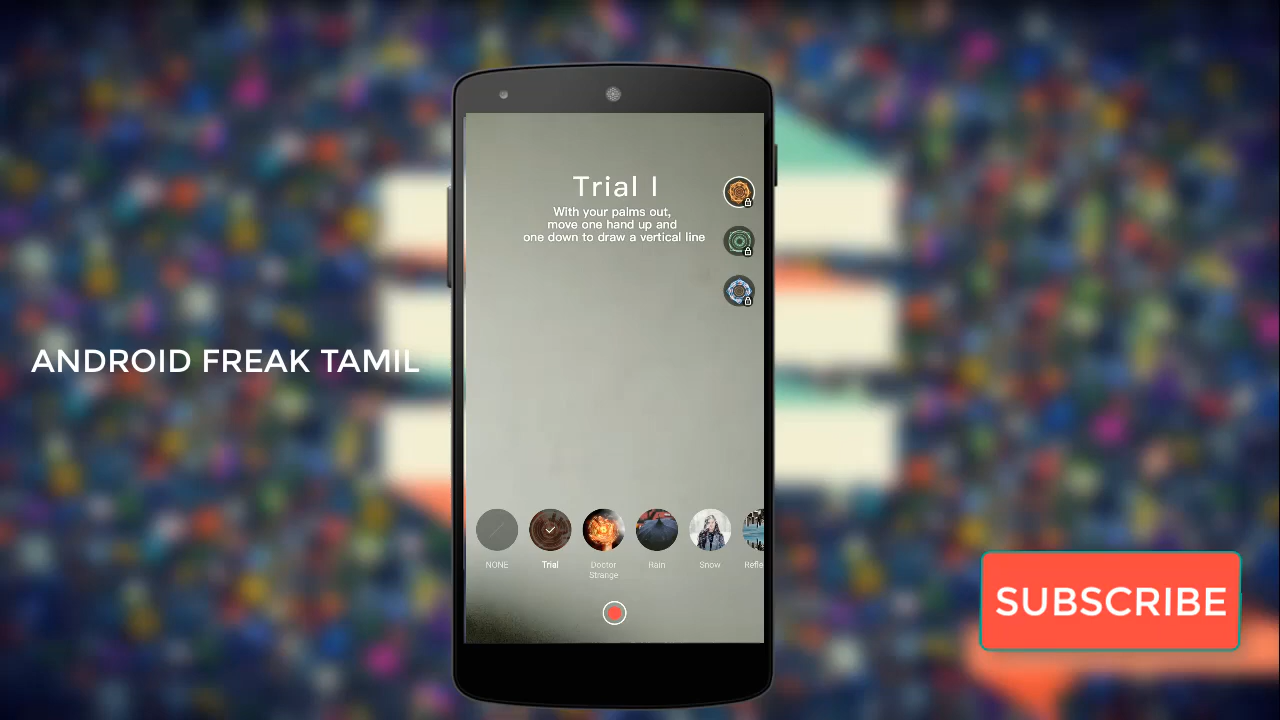 Trial I
With your palms out,
move one hand up and
one down to draw a vertical line
ANDROID FREAK TAMIL
NONE
Trial
Doctor
Strange
Rain
Snow
Refle
SUBSCRIBE